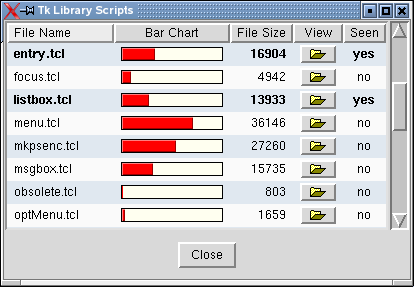 Tk Library Scripts
File Name Bar Chart File Size View Seen
entry.tcl 16904 yes
focus.tcl 4942 no
listbox.tcl 13933 yes
menu.tcl 36146 no
mkpsenc.tcl 27260 no
msgbox.tcl 15735 no
obsolete.tcl 803 no
optMenu.tcl 1659 no
Close